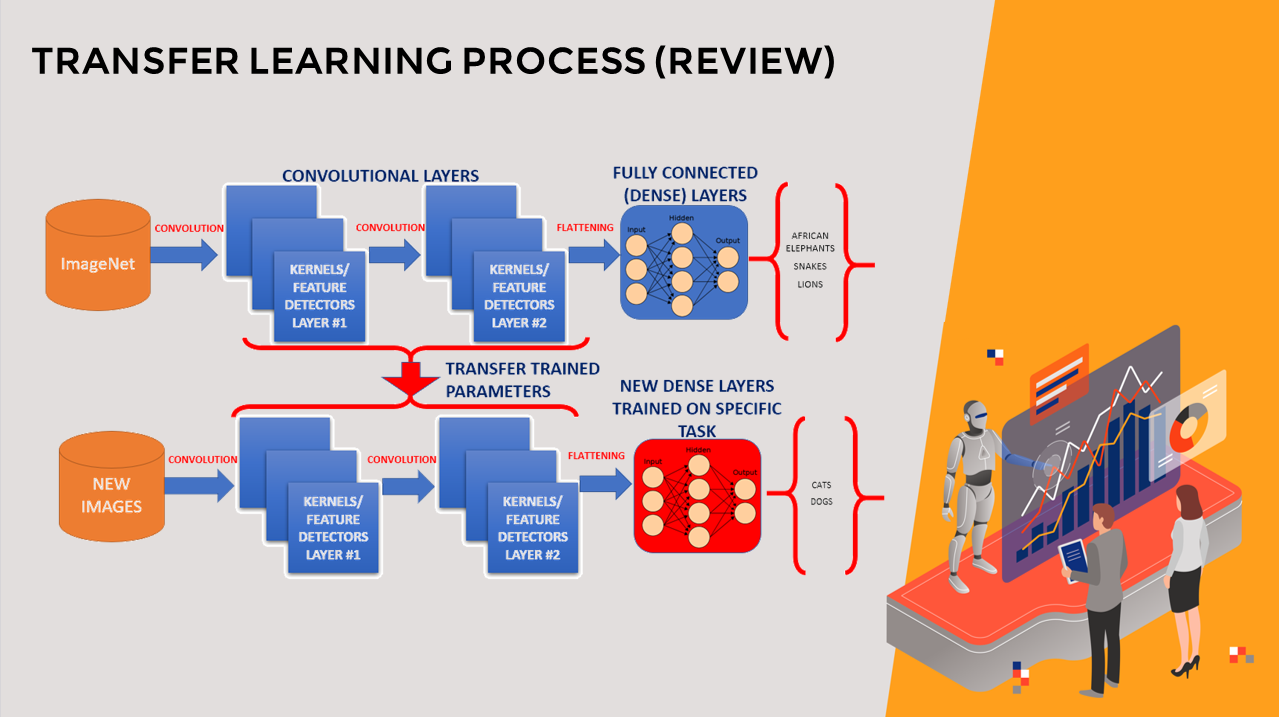 TRANSFER LEARNING PROCESS (REVIEW)
CONVOLUTIONAL LAYERS
FULLY CONNECTED
(DENSE) LAYERS
ImageNet
CONVOLUTION
KERNELS/
FEATURE
DETECTORS
LAYER #1
CONVOLUTION
KERNELS/
FEATURE
DETECTORS
LAYER #2
FLATTENING
Input
Hidden
Output
AFRICAN
ELEPHANTS
SNAKES
LIONS
TRANSFER TRAINED
PARAMETERS
NEW DENSE LAYERS
TRAINED ON SPECIFIC
TASK
NEW
IMAGES
CONVOLUTION
KERNELS/
FEATURE
DETECTORS
LAYER #1
CONVOLUTION
KERNELS/
FEATURE
DETECTORS
LAYER #2
FLATTENING
Input
Hidden
Output
CATS
DOGS